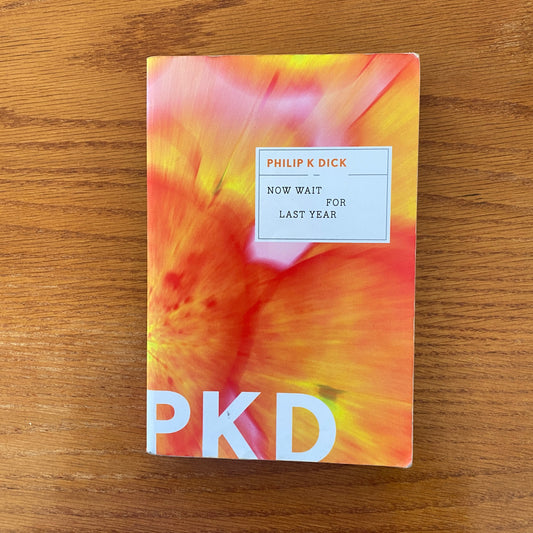 PHILIP K DICK
NOW WAIT
FOR
LAST YEAR
PKD